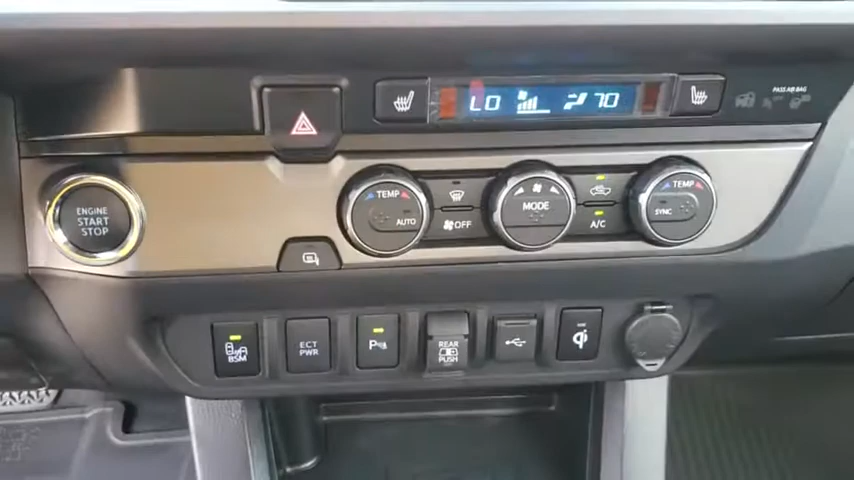 LO 70
PASS AIR BAG
ENGINE
START
STOP
TEMP
AUTO
OFF
MODE
A/C
TEMP
SYNC
BSM
ECT
PWR
REAR
PUSH
qi